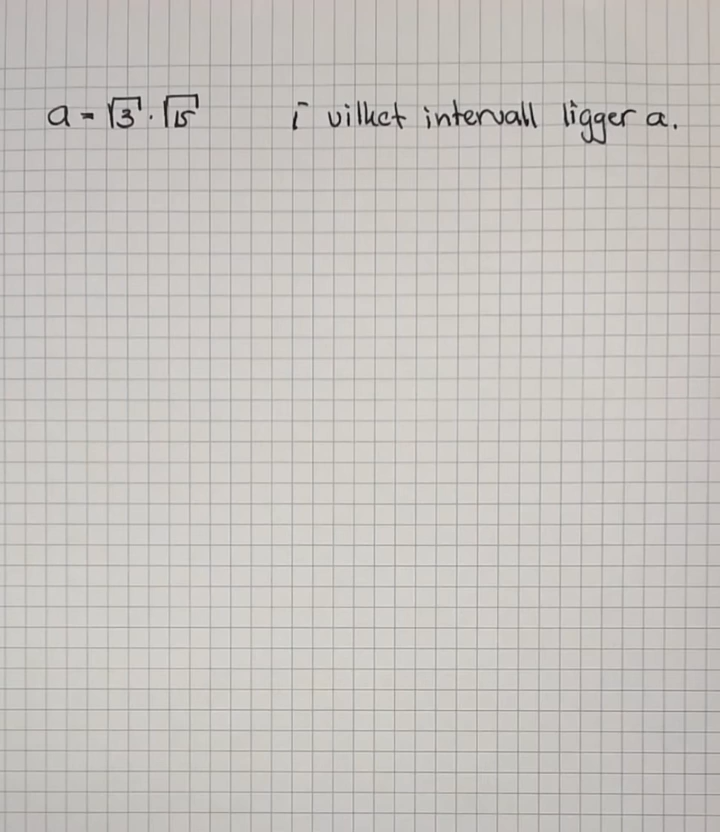 a = √3 · √15 i vilket intervall ligger a.